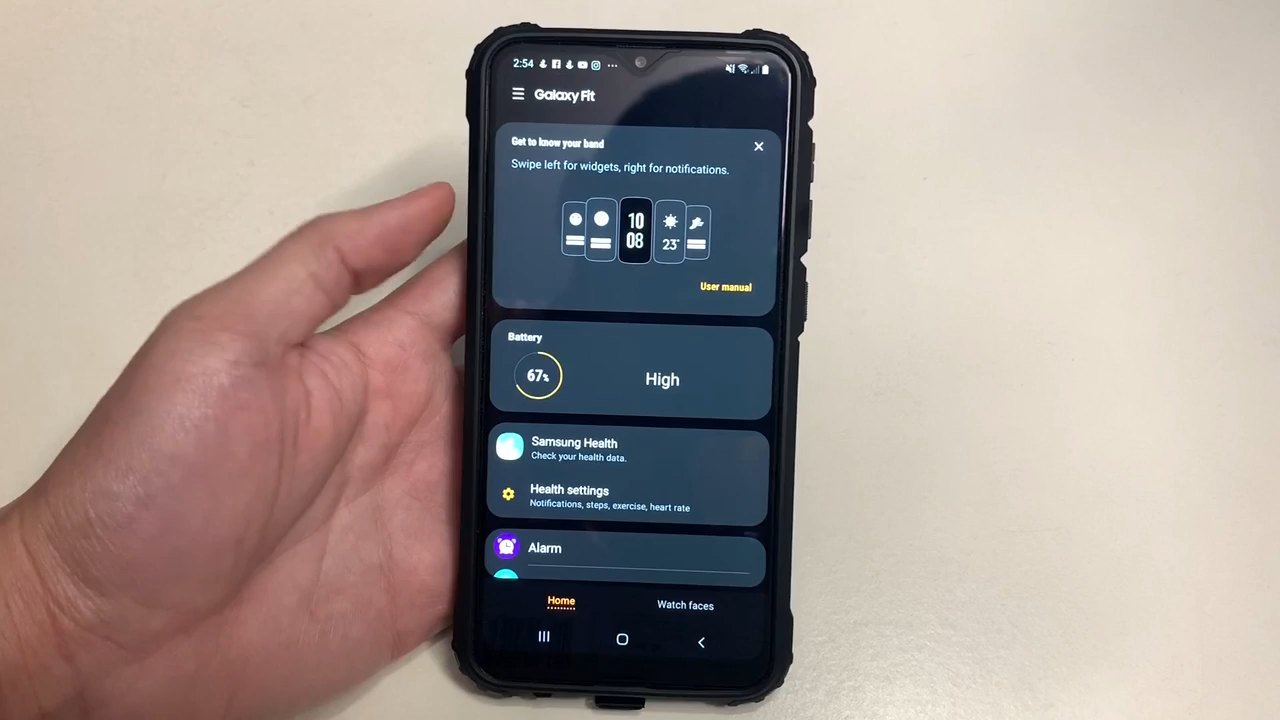 2:54
Galaxy Fit
Get to know your band
Swipe left for widgets, right for notifications.
10
08
23°
User manual
Battery
67%
High
Samsung Health
Check your health data.
Health settings
Notifications, steps, exercise, heart rate
Alarm
Home
Watch faces